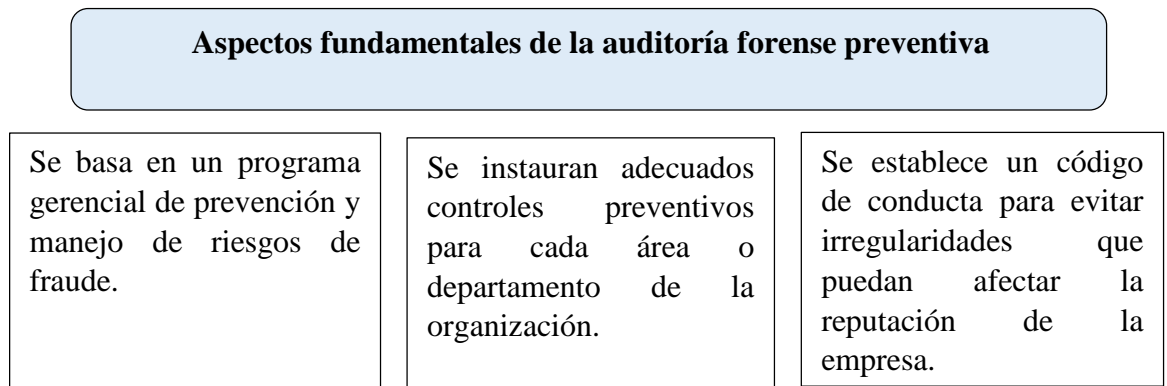 Aspectos fundamentales de la auditoría forense preventiva
Se basa en un programa
gerencial de prevención y
manejo de riesgos de
fraude.
Se instauran adecuados
controles preventivos
para cada área o
departamento de la
organización.
Se establece un código
de conducta para evitar
irregularidades que
puedan afectar la
reputación de la
empresa.